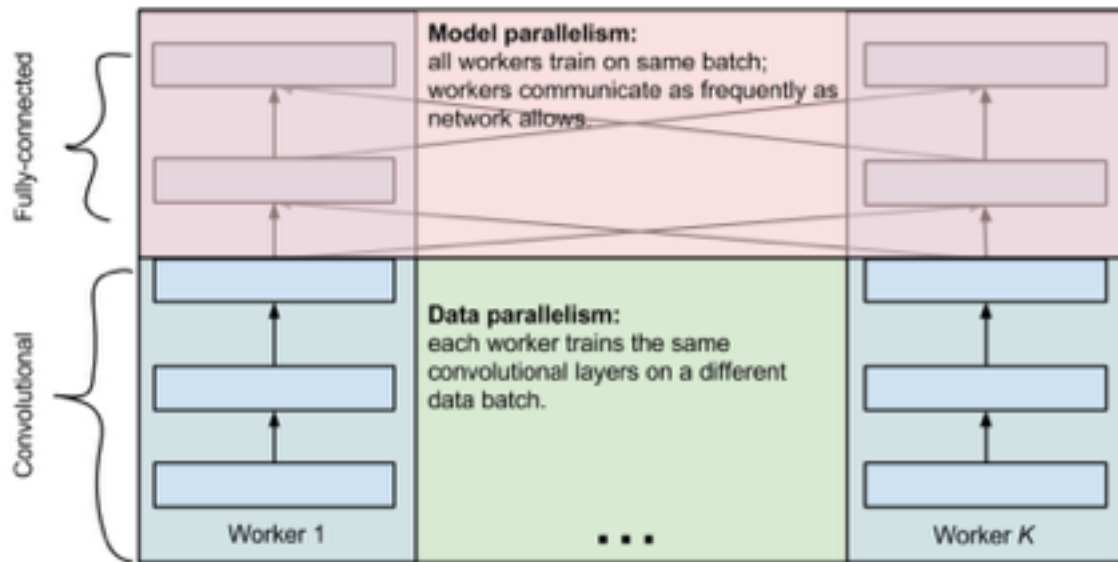 Fully-connected
Model parallelism:
all workers train on same batch;
workers communicate as frequently as
network allows.
Convolutional
Data parallelism:
each worker trains the same
convolutional layers on a different
data batch.
Worker 1
...
Worker K